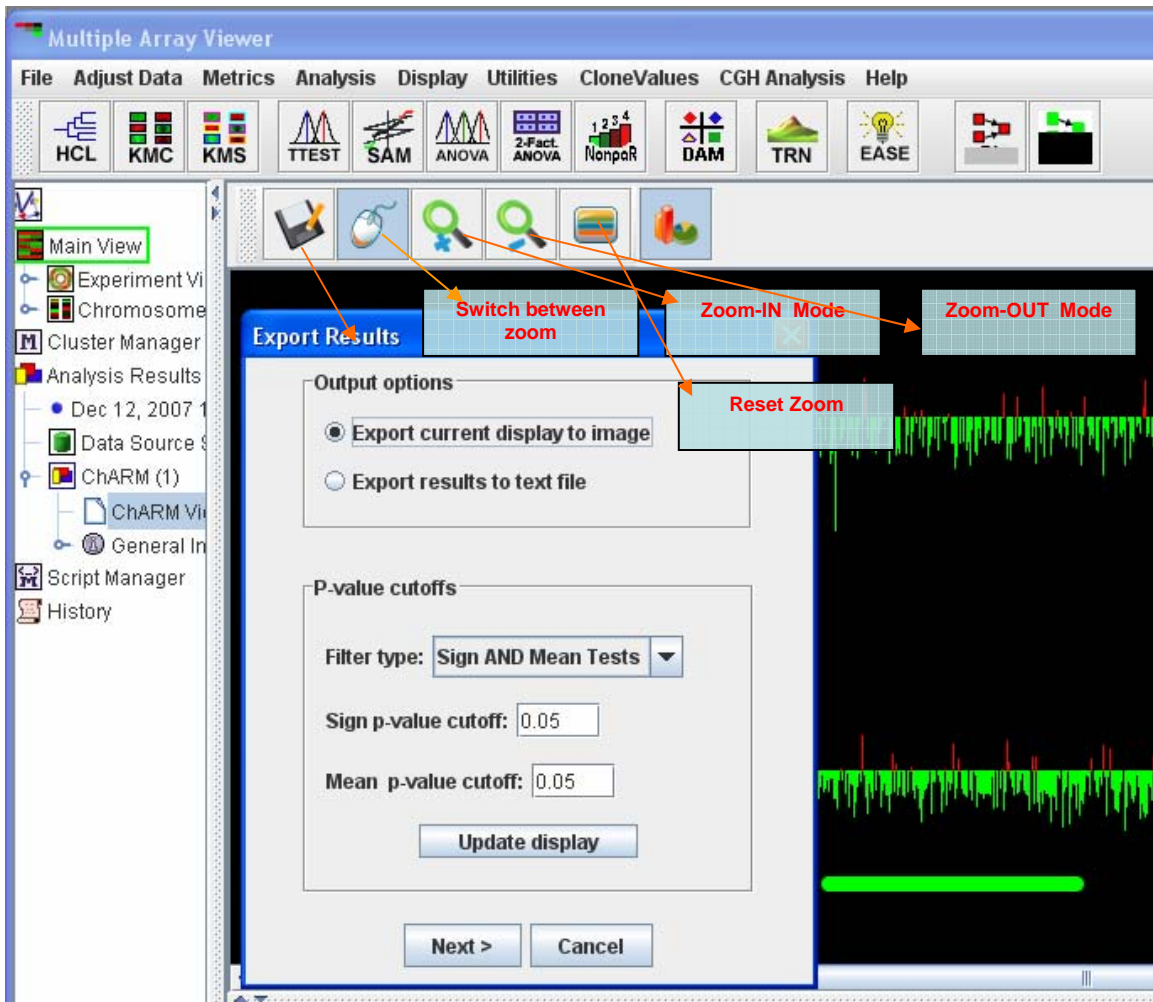 Multiple Array Viewer
File Adjust Data Metrics Analysis Display Utilities CloneValues CGH Analysis Help
HCL KMC KMS TTEST SAM ANOVA 2-Fact. ANOVA 1 2 3 4 NonpaR DAM TRN EASE
Main View
Experiment Vi
Chromosome
M Cluster Manager
Analysis Results
Dec 12, 2007 1
Data Source S
ChARM (1)
ChARM Vi
General In
Script Manager
History
Switch between
zoom
Zoom-IN Mode
Zoom-OUT Mode
Reset Zoom
Export Results
Output options
Export current display to image
Export results to text file
P-value cutoffs
Filter type: Sign AND Mean Tests
Sign p-value cutoff: 0.05
Mean p-value cutoff: 0.05
Update display
Next > Cancel